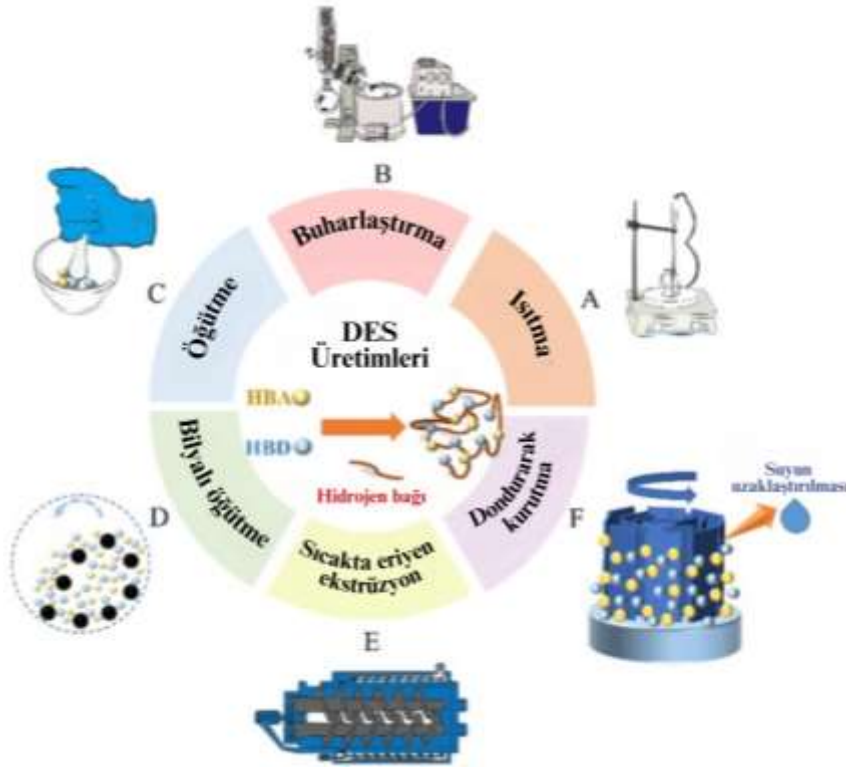 B
Buharlaştırma
C
Öğütme
A
Isıtma
DES
Üretimleri
HBA
HBD
Hidrojen bağı
D
Bilyalı öğütme
Sıcakta eriyen
ekstrüzyon
E
Dondurarak
kurutma
F
Suyun
uzaklaştırılması